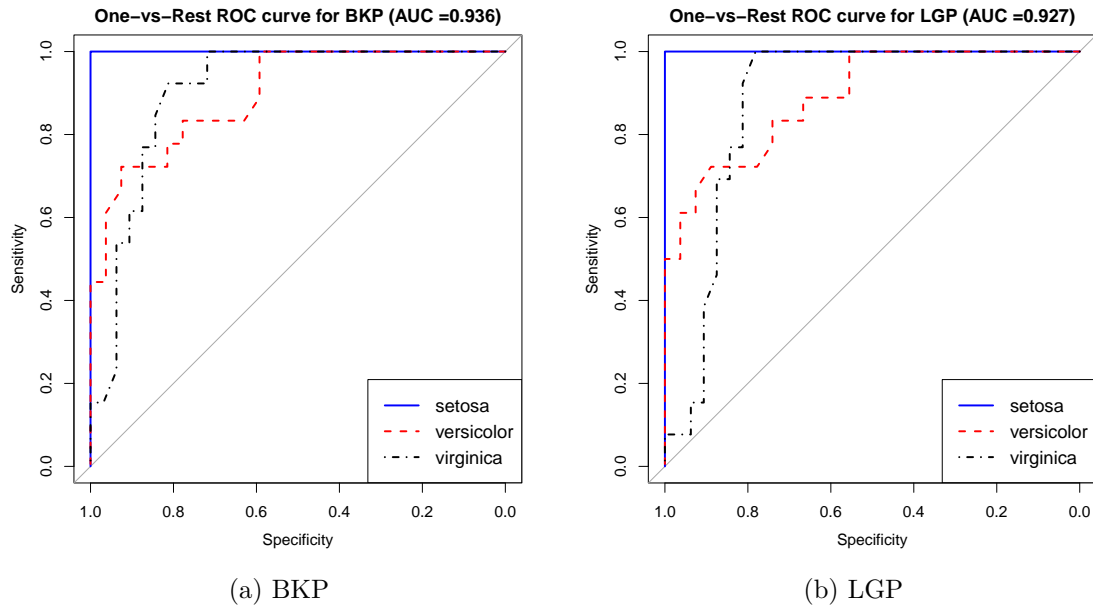 One−vs−Rest ROC curve for BKP (AUC =0.936)
Sensitivity
1.0
0.8
0.6
0.4
0.2
0.0
setosa
versicolor
virginica
1.0 0.8 0.6 0.4 0.2 0.0
Specificity
(a) BKP
One−vs−Rest ROC curve for LGP (AUC =0.927)
Sensitivity
1.0
0.8
0.6
0.4
0.2
0.0
setosa
versicolor
virginica
1.0 0.8 0.6 0.4 0.2 0.0
Specificity
(b) LGP